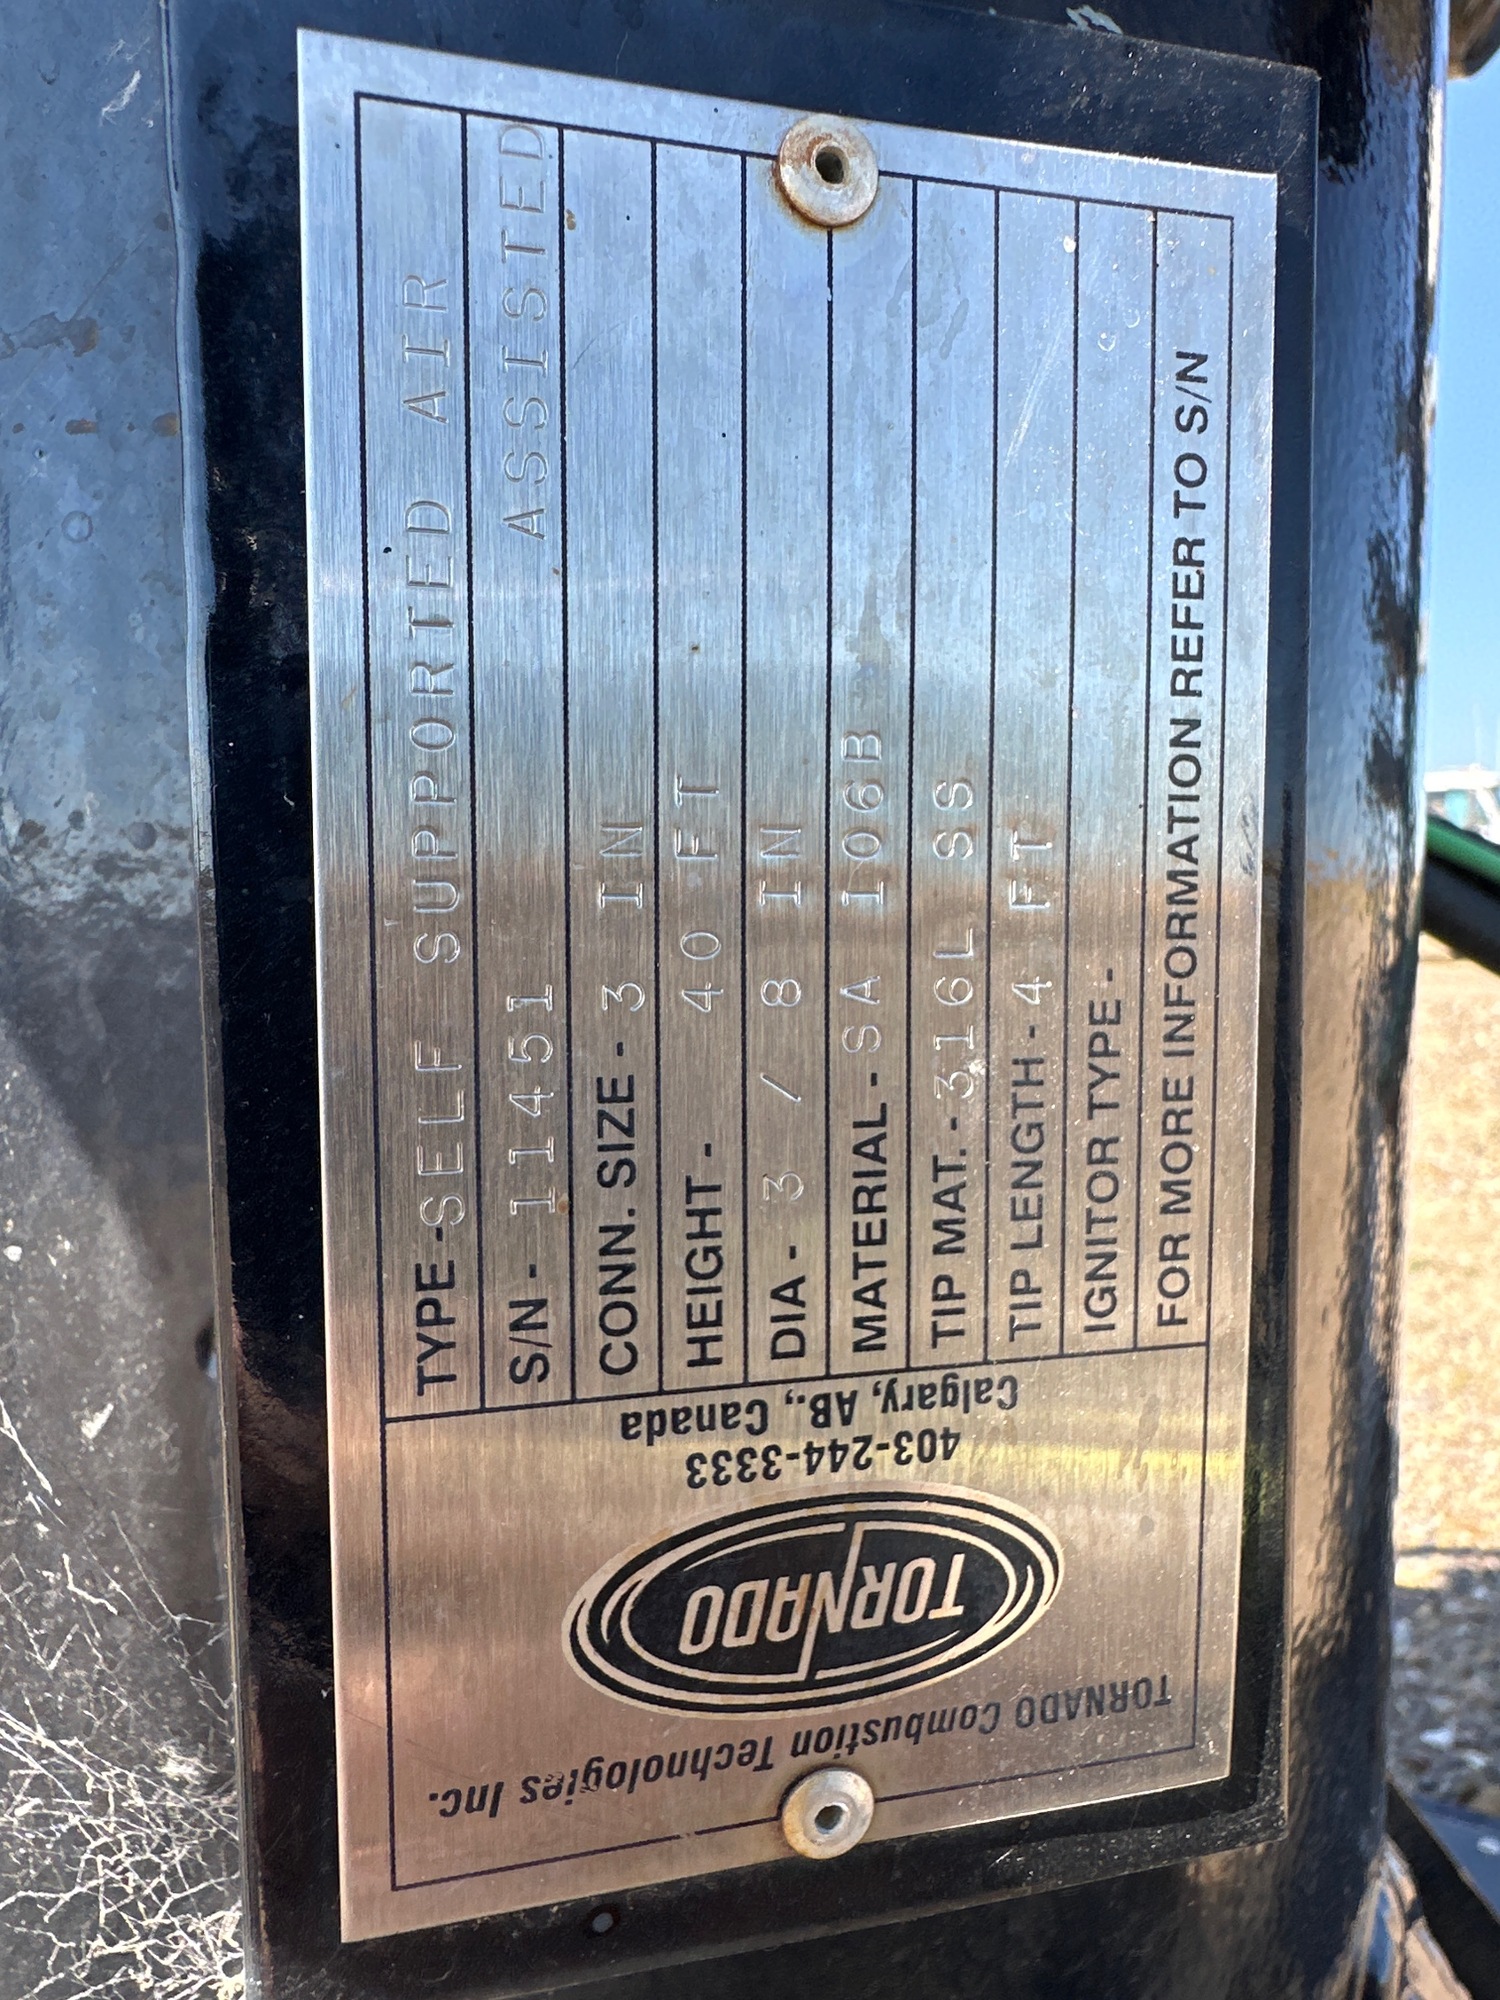 TORNADO Combustion Technologies Inc.
TORNADO
403-244-3333
Calgary, AB., Canada
TYPE - SELF SUPPORTED AIR
ASSISTED
S/N - 11451
CONN. SIZE - 3 IN
HEIGHT - 40 FT
DIA - 3 / 8 IN
MATERIAL - SA 106B
TIP MAT. - 316L SS
TIP LENGTH - 4 FT
IGNITOR TYPE -
FOR MORE INFORMATION REFER TO S/N